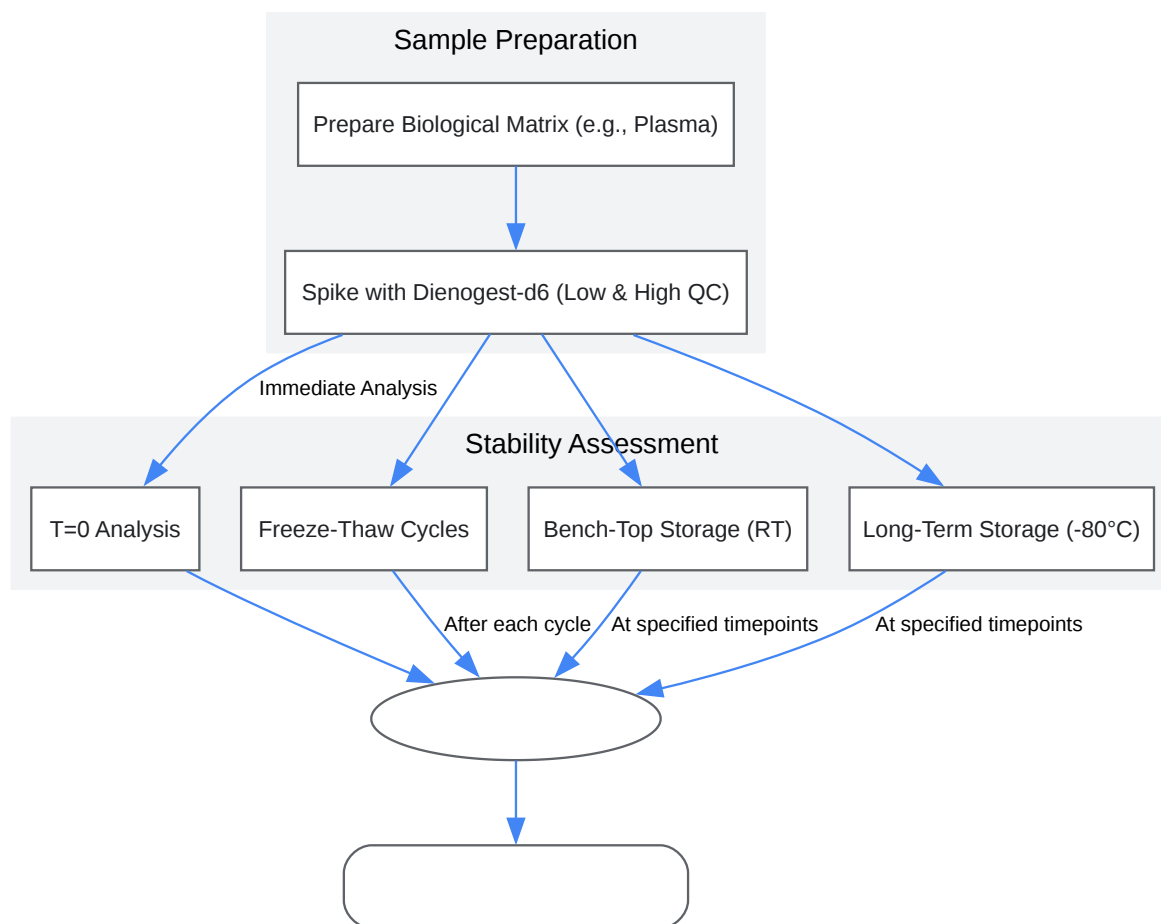 Sample Preparation
Prepare Biological Matrix (e.g., Plasma)
Spike with Dienogest-d6 (Low & High QC)
Immediate Analysis
Stability Assessment
T=0 Analysis
Freeze-Thaw Cycles
Bench-Top Storage (RT)
Long-Term Storage (-80°C)
After each cycle
At specified timepoints
At specified timepoints